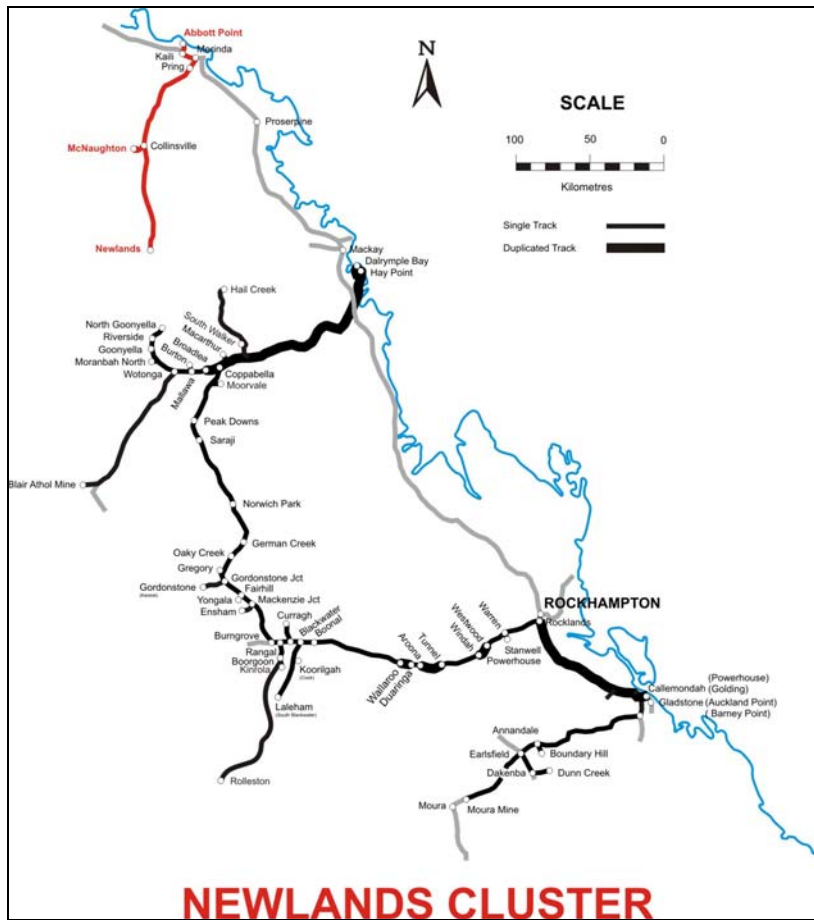 Abbott Point
Merinda
Kaili
Pring
N
SCALE
100 50 0
Kilometres
Proserpine
McNaughton
Collinsville
Single Track
Duplicated Track
Newlands
Mackay
Dalrymple Bay
Hay Point
Hail Creek
North Goonyella
Riverside
Goonyella
Moranbah North
Wotonga
South Walker
Macarthur
Broadlea
Burton
Mallawa
Coppabella
Moorvale
Peak Downs
Saraji
Blair Athol Mine
Norwich Park
German Creek
Oaky Creek
Gregory
Gordonstone Jct
Gordonstone
Fairhill
Yongala
Mackenzie Jct
Ensham
Curragh
Blackwater
Boonal
Burngrove
Rangal
Boorgoon
Kinrola
Koorilgah
(Cook)
Laleham
(South Blackwater)
Rolleston
Wallaroo
Duaringa
Aroona
Tunnel
Windah
Westwood
Warren
Stanwell
Powerhouse
ROCKHAMPTON
Rocklands
Callemondah (Powerhouse)
(Golding)
Gladstone (Auckland Point)
( Barney Point)
Annandale
Earlsfield
Boundary Hill
Dakenba
Dunn Creek
Moura
Moura Mine
NEWLANDS CLUSTER